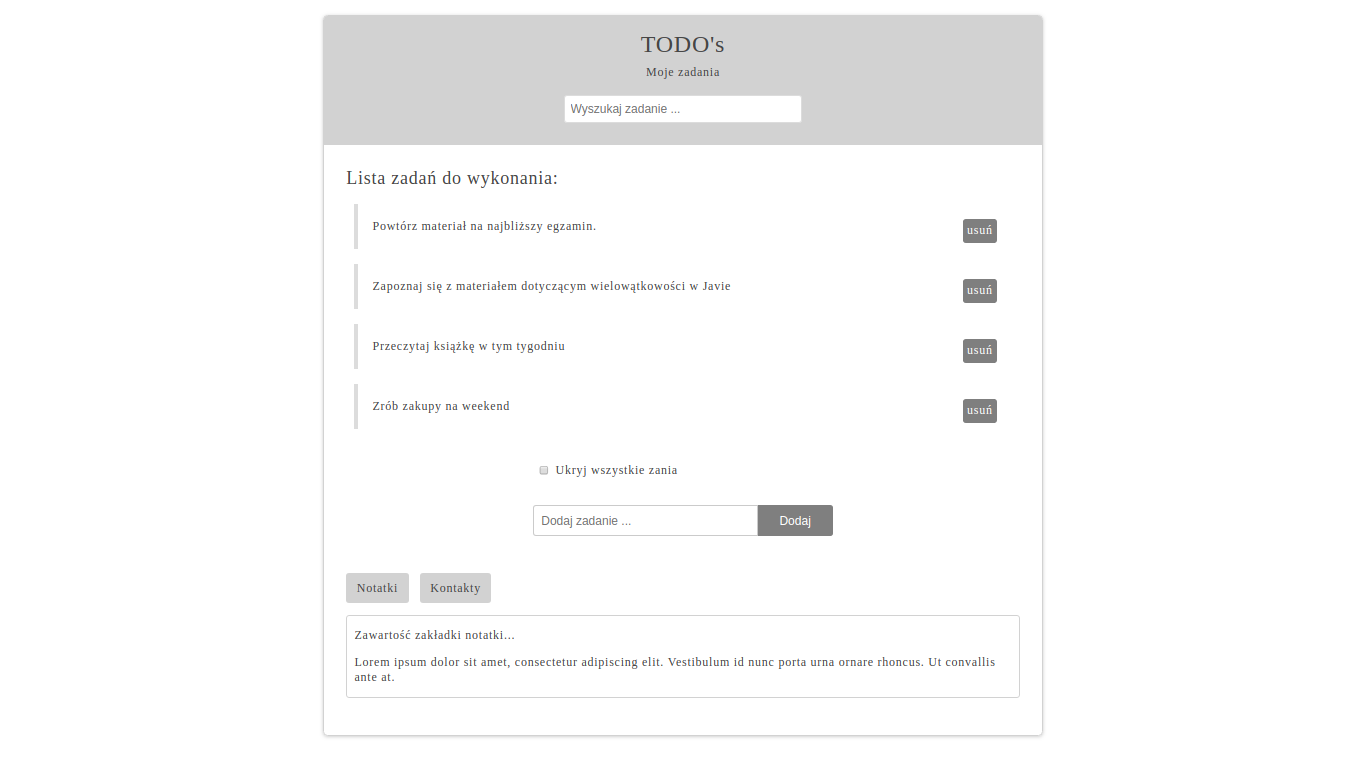 TODO's
Moje zadania
Wyszukaj zadanie ...
Lista zadań do wykonania:
Powtórz materiał na najbliższy egzamin.
usuń
Zapoznaj się z materiałem dotyczącym wielowątkowości w Javie
usuń
Przeczytaj książkę w tym tygodniu
usuń
Zrób zakupy na weekend
usuń
Ukryj wszystkie zania
Dodaj zadanie ... Dodaj
Notatki Kontakty
Zawartość zakładki notatki...
Lorem ipsum dolor sit amet, consectetur adipiscing elit. Vestibulum id nunc porta urna ornare rhoncus. Ut convallis
ante at.